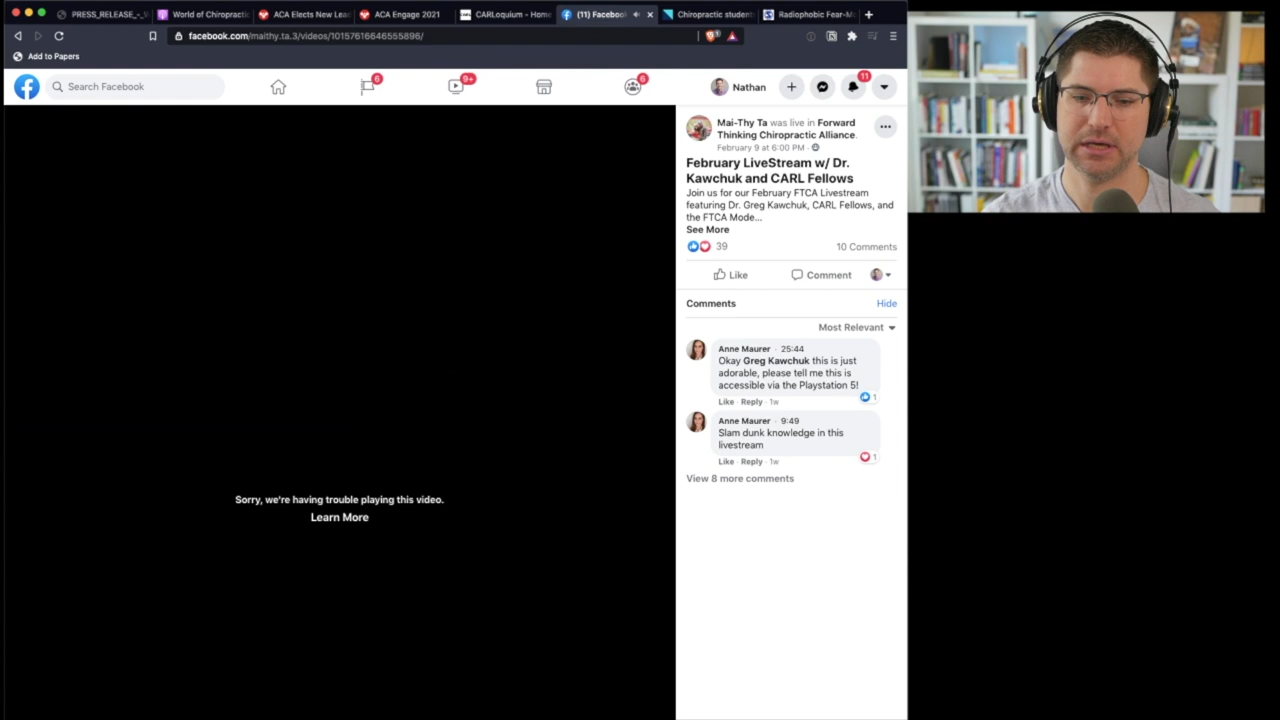 PRESS_RELEASE_-_
World of Chiropractic
ACA Elects New Lea
ACA Engage 2021
CARLoquium - Home
(11) Facebook
Chiropractic student
Radiophobic Fear-M
facebook.com/maithy.ta.3/videos/10157616646555896/
Add to Papers
Search Facebook
6
9+
6
Nathan
11
Mai-Thy Ta was live in Forward
Thinking Chiropractic Alliance.
February 9 at 6:00 PM ·
February LiveStream w/ Dr.
Kawchuk and CARL Fellows
Join us for our February FTCA Livestream
featuring Dr. Greg Kawchuk, CARL Fellows, and
the FTCA Mode...
See More
39
10 Comments
Like
Comment
Comments
Hide
Most Relevant
Anne Maurer · 25:44
Okay Greg Kawchuk this is just
adorable, please tell me this is
accessible via the Playstation 5!
1
Like · Reply · 1w
Anne Maurer · 9:49
Slam dunk knowledge in this
livestream
1
Like · Reply · 1w
View 8 more comments
Sorry, we're having trouble playing this video.
Learn More